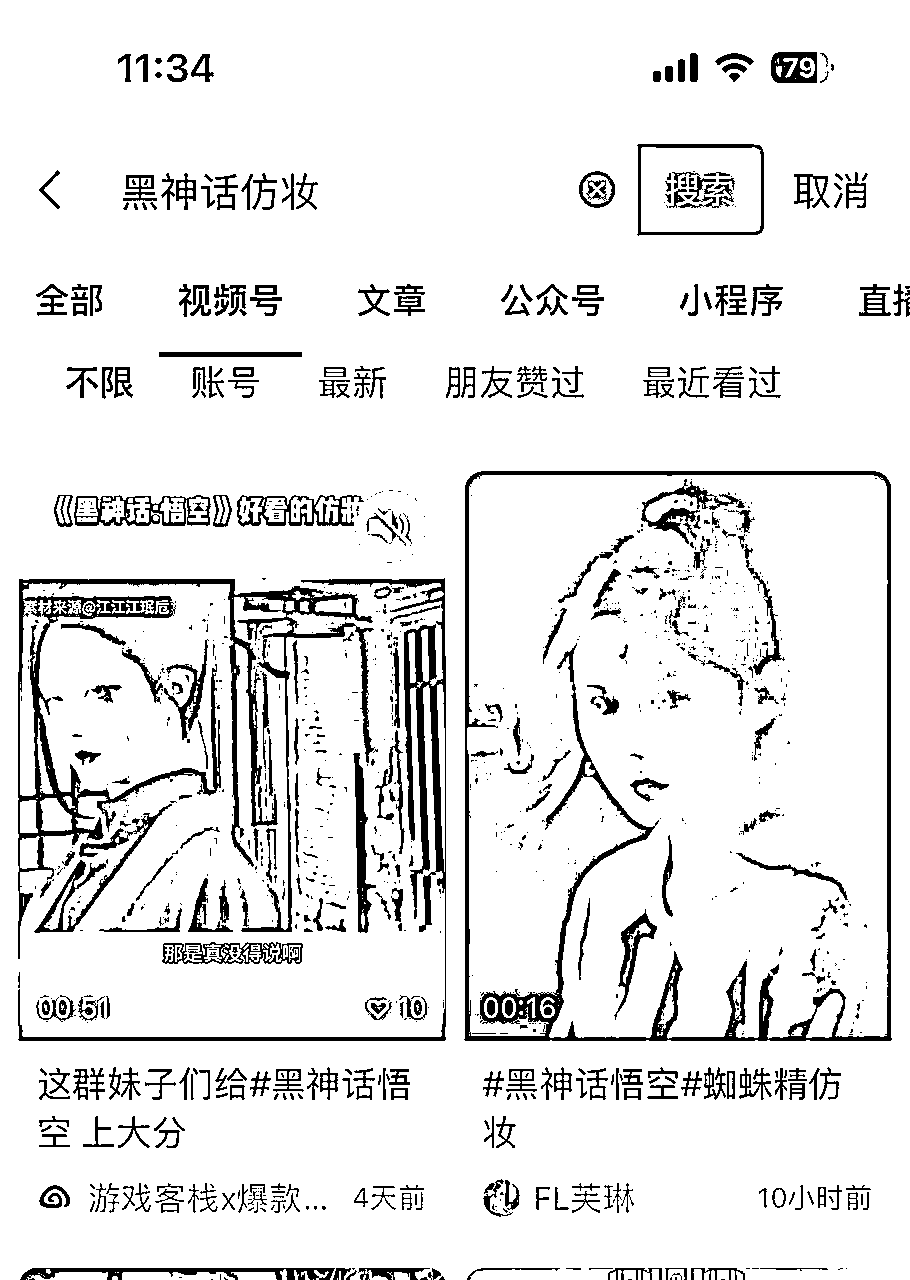 11:34
79
黑神话仿妆
搜索
取消
全部 视频号 文章 公众号 小程序 直播
不限 账号 最新 朋友赞过 最近看过
《黑神话:悟空》好看的仿妝
素材来源@江江江珉后
那是真没得说啊
00:51
10
00:16
这群妹子们给#黑神话悟
空 上大分
游戏客栈x爆款... 4天前
#黑神话悟空#蜘蛛精仿
妆
FL芙琳 10小时前